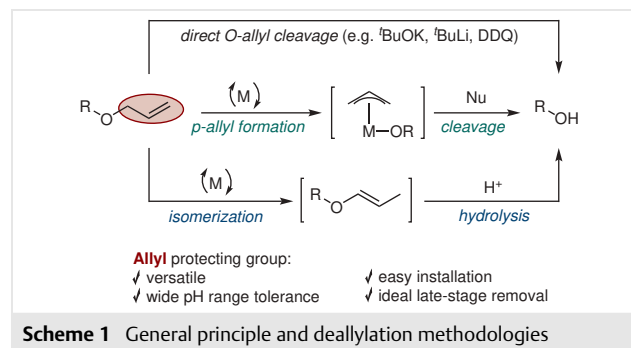 direct O-allyl cleavage (e.g. ᵗBuOK, ᵗBuLi, DDQ)
R
O
(M)
p-allyl formation
M—OR
Nu
cleavage
R
OH
(M)
isomerization
R
O
H⁺
hydrolysis
Allyl protecting group:
✓ versatile
✓ wide pH range tolerance
✓ easy installation
✓ ideal late-stage removal
Scheme 1 General principle and deallylation methodologies